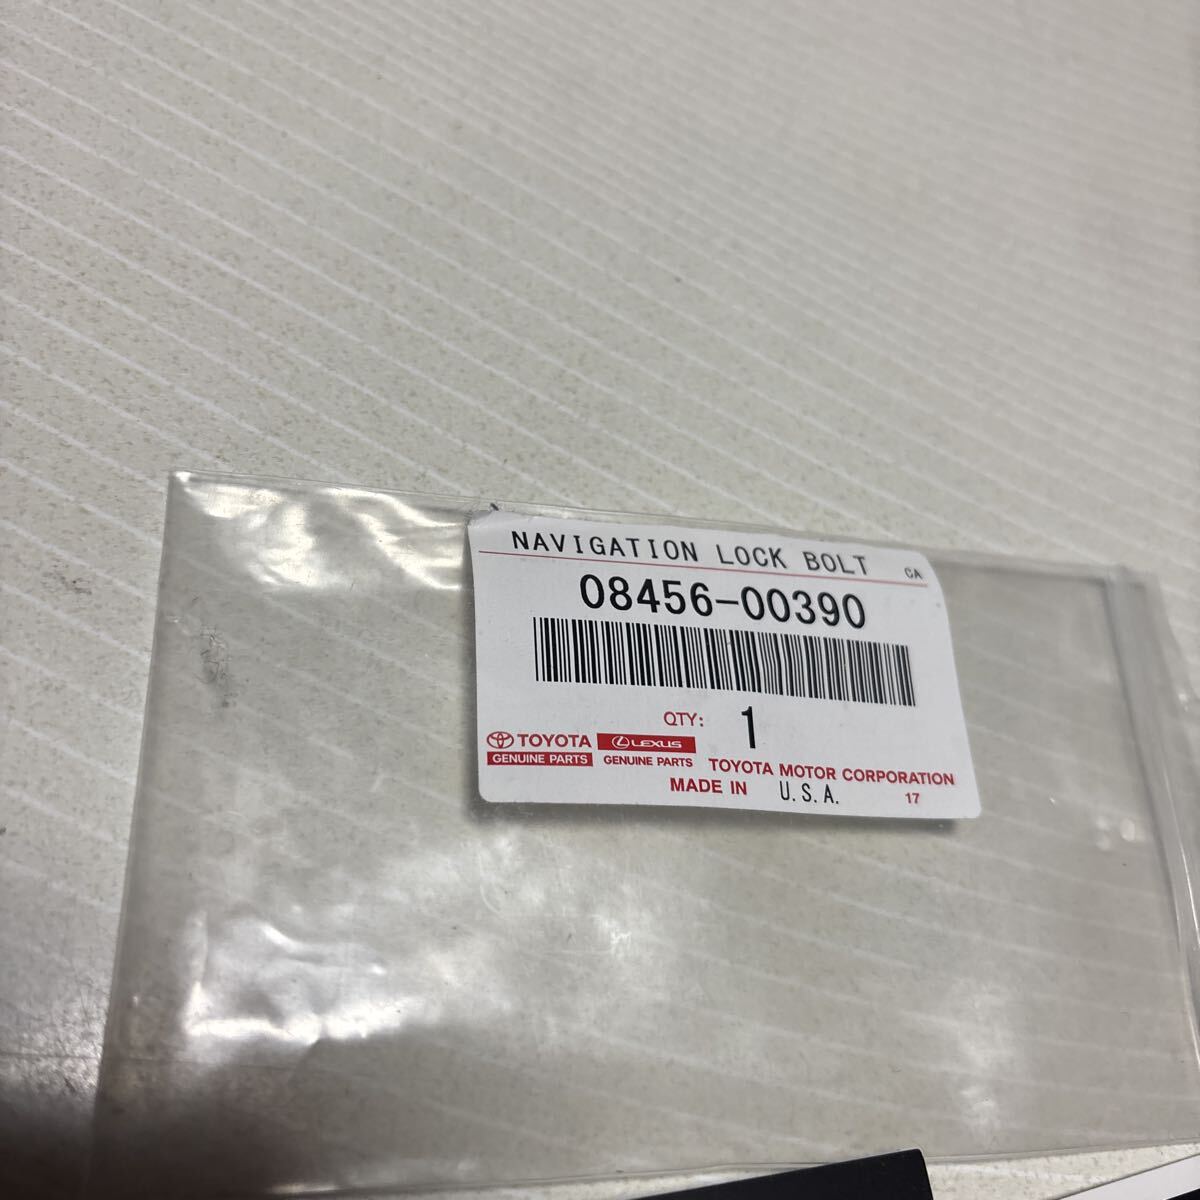 NAVIGATION LOCK BOLT CA
08456-00390
QTY: 1
TOYOTA LEXUS
GENUINE PARTS GENUINE PARTS TOYOTA MOTOR CORPORATION
MADE IN U.S.A. 17